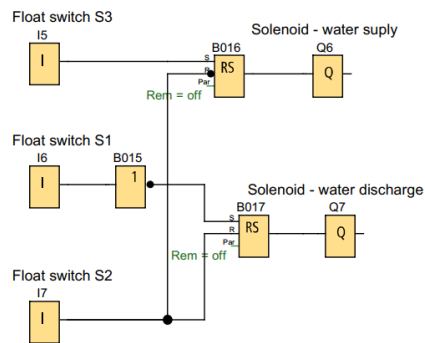 Float switch S3
I5
I
Solenoid - water suply
B016
S
R
Par
RS
Rem = off
Q6
Q
Float switch S1
I6
I
B015
1
Solenoid - water discharge
B017
S
R
Par
RS
Rem = off
Q7
Q
Float switch S2
I7
I